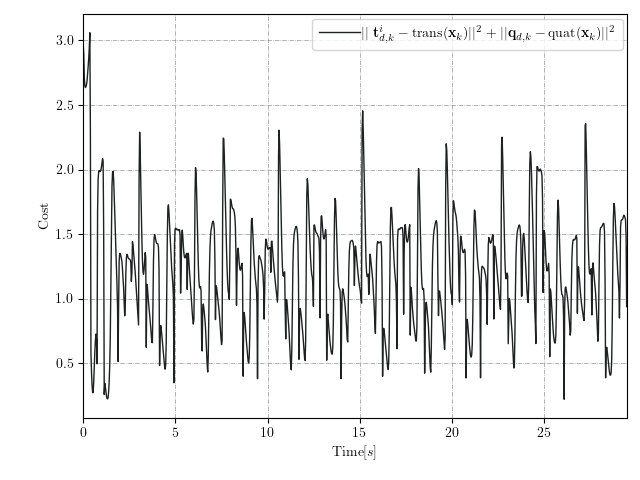 || t^i_{d,k} − trans(x_k)||^2 + ||q_{d,k} − quat(x_k)||^2
3.0
2.5
2.0
1.5
1.0
0.5
Cost
0 5 10 15 20 25
Time[s]